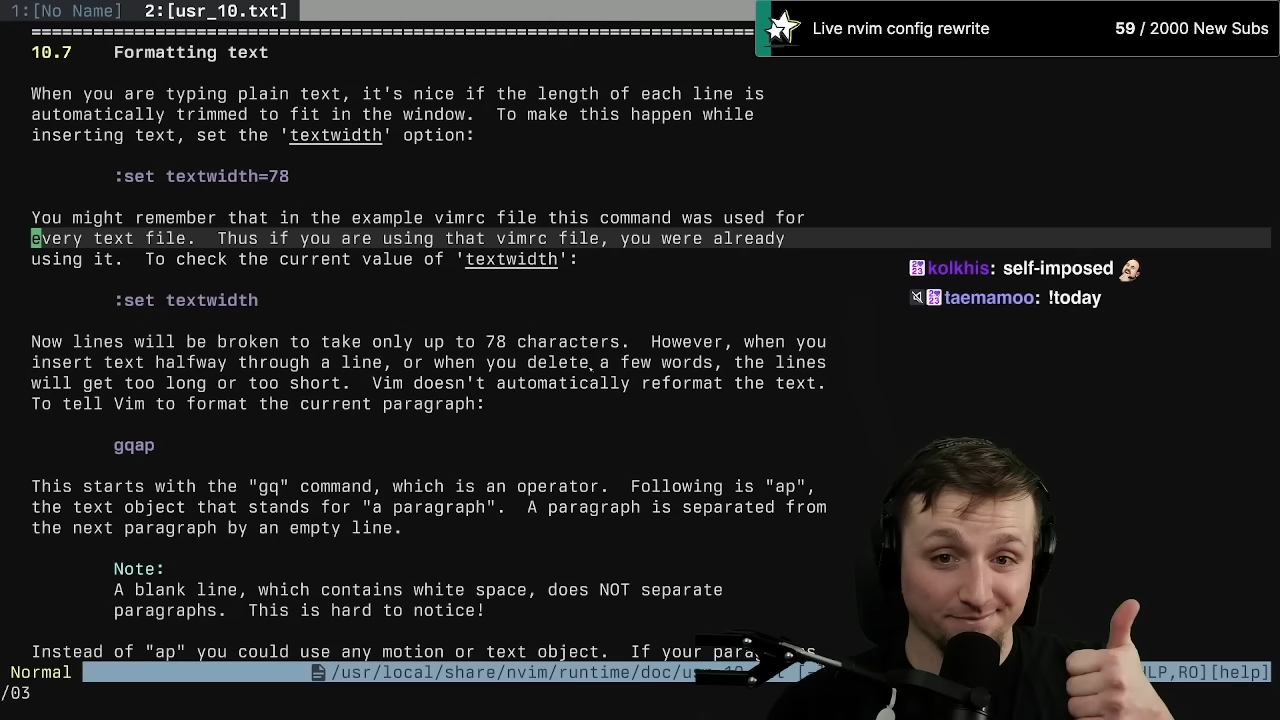 1:[No Name] 2:[usr_10.txt]
Live nvim config rewrite 59 / 2000 New Subs
==============================================================================
10.7 Formatting text
When you are typing plain text, it's nice if the length of each line is
automatically trimmed to fit in the window. To make this happen while
inserting text, set the 'textwidth' option:
:set textwidth=78
You might remember that in the example vimrc file this command was used for
every text file. Thus if you are using that vimrc file, you were already
using it. To check the current value of 'textwidth':
kolkhis: self-imposed
taemamoo: !today
:set textwidth
Now lines will be broken to take only up to 78 characters. However, when you
insert text halfway through a line, or when you delete a few words, the lines
will get too long or too short. Vim doesn't automatically reformat the text.
To tell Vim to format the current paragraph:
gqap
This starts with the "gq" command, which is an operator. Following is "ap",
the text object that stands for "a paragraph". A paragraph is separated from
the next paragraph by an empty line.
Note:
A blank line, which contains white space, does NOT separate
paragraphs. This is hard to notice!
Instead of "ap" you could use any motion or text object. If your
Normal /usr/local/share/nvim/runtime/doc/us LP,RO][help]
/03